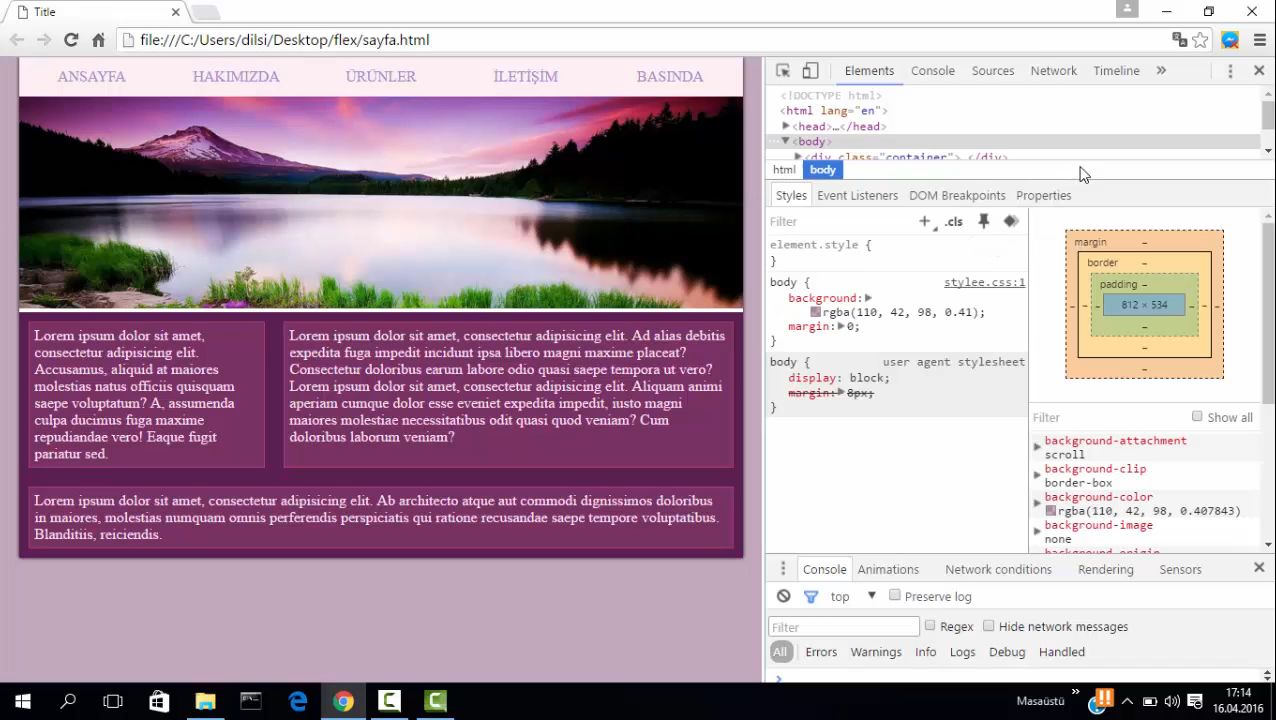 Title
file:///C:/Users/dilsi/Desktop/flex/sayfa.html
ANSAYFA HAKIMIZDA ÜRÜNLER İLETİŞİM BASINDA
Lorem ipsum dolor sit amet,
consectetur adipisicing elit.
Accusamus, aliquid at maiores
molestias natus officiis quisquam
saepe voluptatum? A, assumenda
culpa ducimus fuga maxime
repudiandae vero! Eaque fugit
pariatur sed.
Lorem ipsum dolor sit amet, consectetur adipisicing elit. Ad alias debitis
expedita fuga impedit incidunt ipsa libero magni maxime placeat?
Consectetur doloribus earum labore odio quasi saepe tempora ut vero?
Lorem ipsum dolor sit amet, consectetur adipisicing elit. Aliquam animi
aperiam cumque dolor esse eveniet expedita impedit, iusto magni
maiores molestiae necessitatibus odit quasi quod veniam? Cum
doloribus laborum veniam?
Lorem ipsum dolor sit amet, consectetur adipisicing elit. Ab architecto atque aut commodi dignissimos doloribus
in maiores, molestias numquam omnis perferendis perspiciatis qui ratione recusandae saepe tempore voluptatibus.
Blanditiis, reiciendis.
Elements Console Sources Network Timeline »
<!DOCTYPE html>
<html lang="en">
<head>…</head>
<body>
<div class="container"> </div>
html body
Styles Event Listeners DOM Breakpoints Properties
Filter + .cls
element.style {
}
body { stylee.css:1
background:
rgba(110, 42, 98, 0.41);
margin: 0;
}
body { user agent stylesheet
display: block;
margin: 8px;
}
margin –
border –
padding –
– – – 812 × 534 – – –
–
–
–
Filter Show all
background-attachment
scroll
background-clip
border-box
background-color
rgba(110, 42, 98, 0.407843)
background-image
none
Console Animations Network conditions Rendering Sensors
top Preserve log
Filter Regex Hide network messages
All Errors Warnings Info Logs Debug Handled
Masaüstü »
17:14
16.04.2016